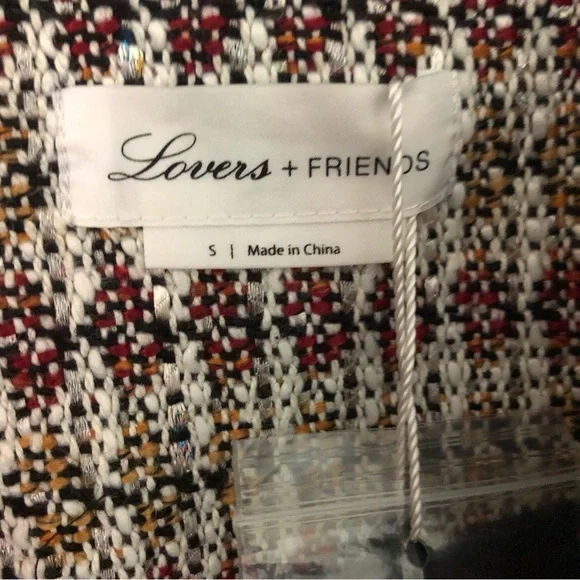 Lovers + FRIENDS
S | Made in China